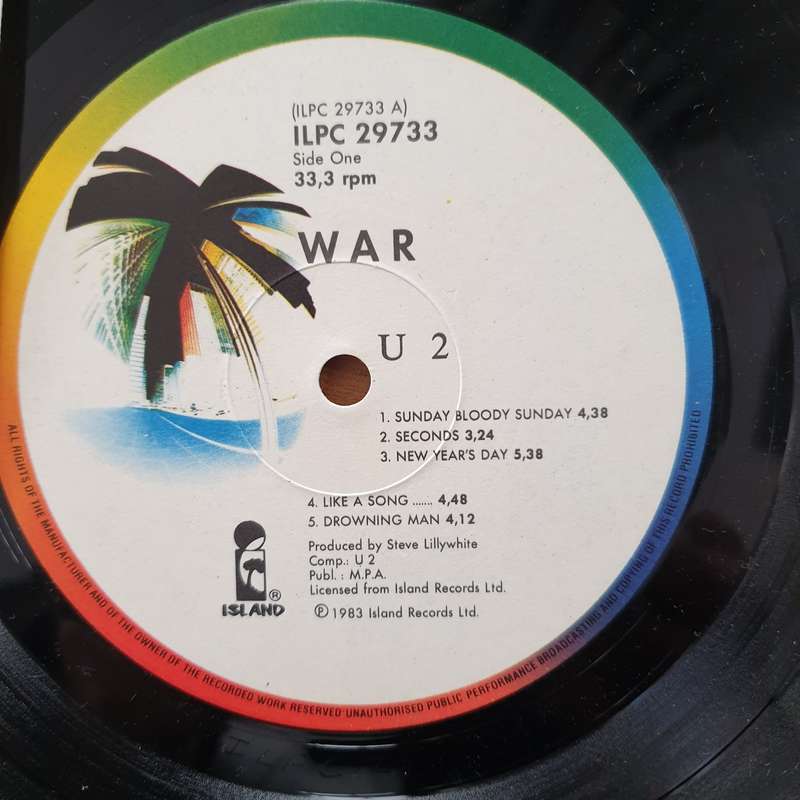 (ILPC 29733 A)
ILPC 29733
Side One
33,3 rpm
WAR
U 2
1. SUNDAY BLOODY SUNDAY 4,38
2. SECONDS 3,24
3. NEW YEAR'S DAY 5,38
4. LIKE A SONG ....... 4,48
5. DROWNING MAN 4,12
Produced by Steve Lillywhite
Comp.: U 2
Publ. : M.P.A.
Licensed from Island Records Ltd.
Ⓟ 1983 Island Records Ltd.
ISLAND ®
ALL RIGHTS OF THE MANUFACTURER AND OF THE OWNER OF THE RECORDED WORK RESERVED UNAUTHORISED PUBLIC PERFORMANCE BROADCASTING AND COPYING OF THIS RECORD PROHIBITED